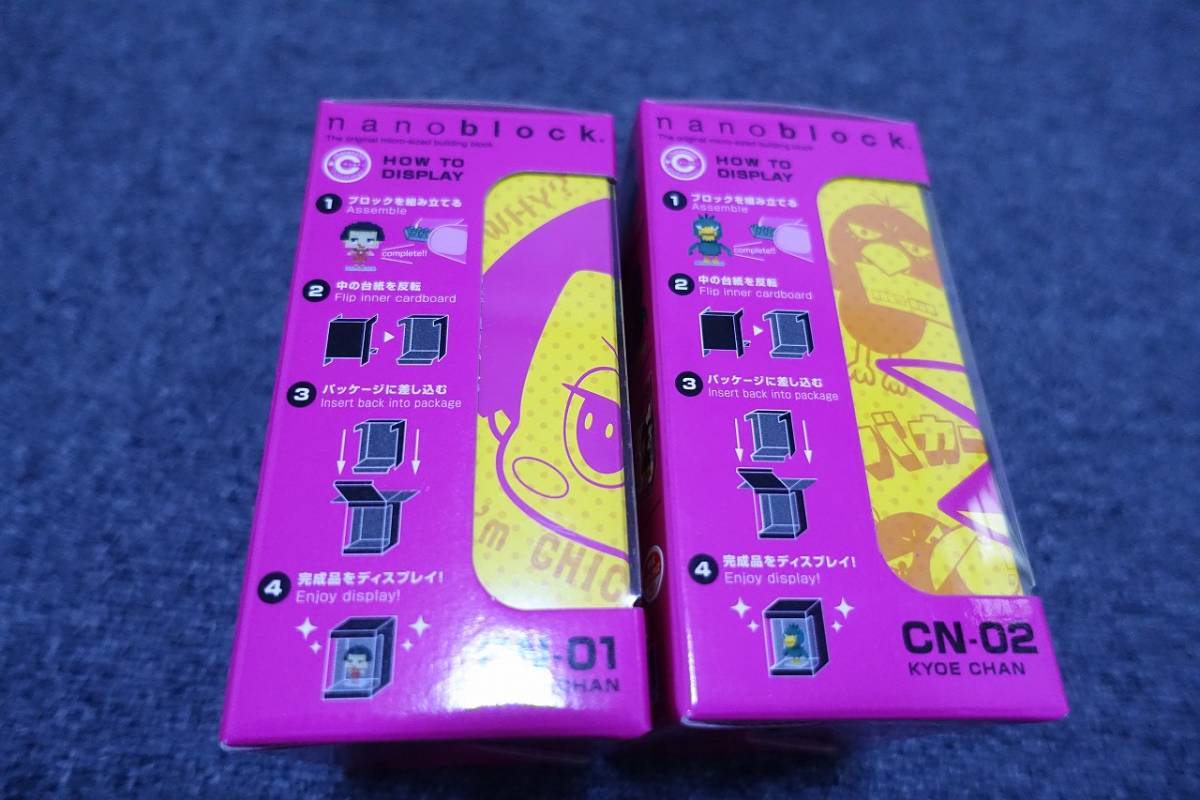 nanoblock.
The original micro-sized building block
C
HOW TO
DISPLAY
1 ブロックを組み立てる
Assemble
complete!!
2 中の台紙を反転
Flip inner cardboard
3 パッケージに差し込む
Insert back into package
4 完成品をディスプレイ!
Enjoy display!
WHY?
'm CHIC
-01
CHAN
nanoblock.
The original micro-sized building block
C
HOW TO
DISPLAY
1 ブロックを組み立てる
Assemble
complete!!
2 中の台紙を反転
Flip inner cardboard
3 パッケージに差し込む
Insert back into package
4 完成品をディスプレイ!
Enjoy display!
バカー
CN-02
KYOE CHAN